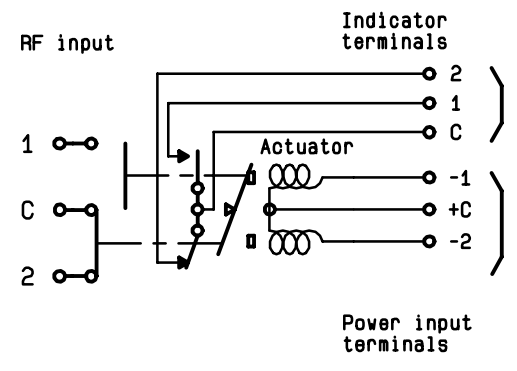 Indicator
terminals
RF input
2
1
C
Actuator
1
-1
C
+C
-2
2
Power input
terminals